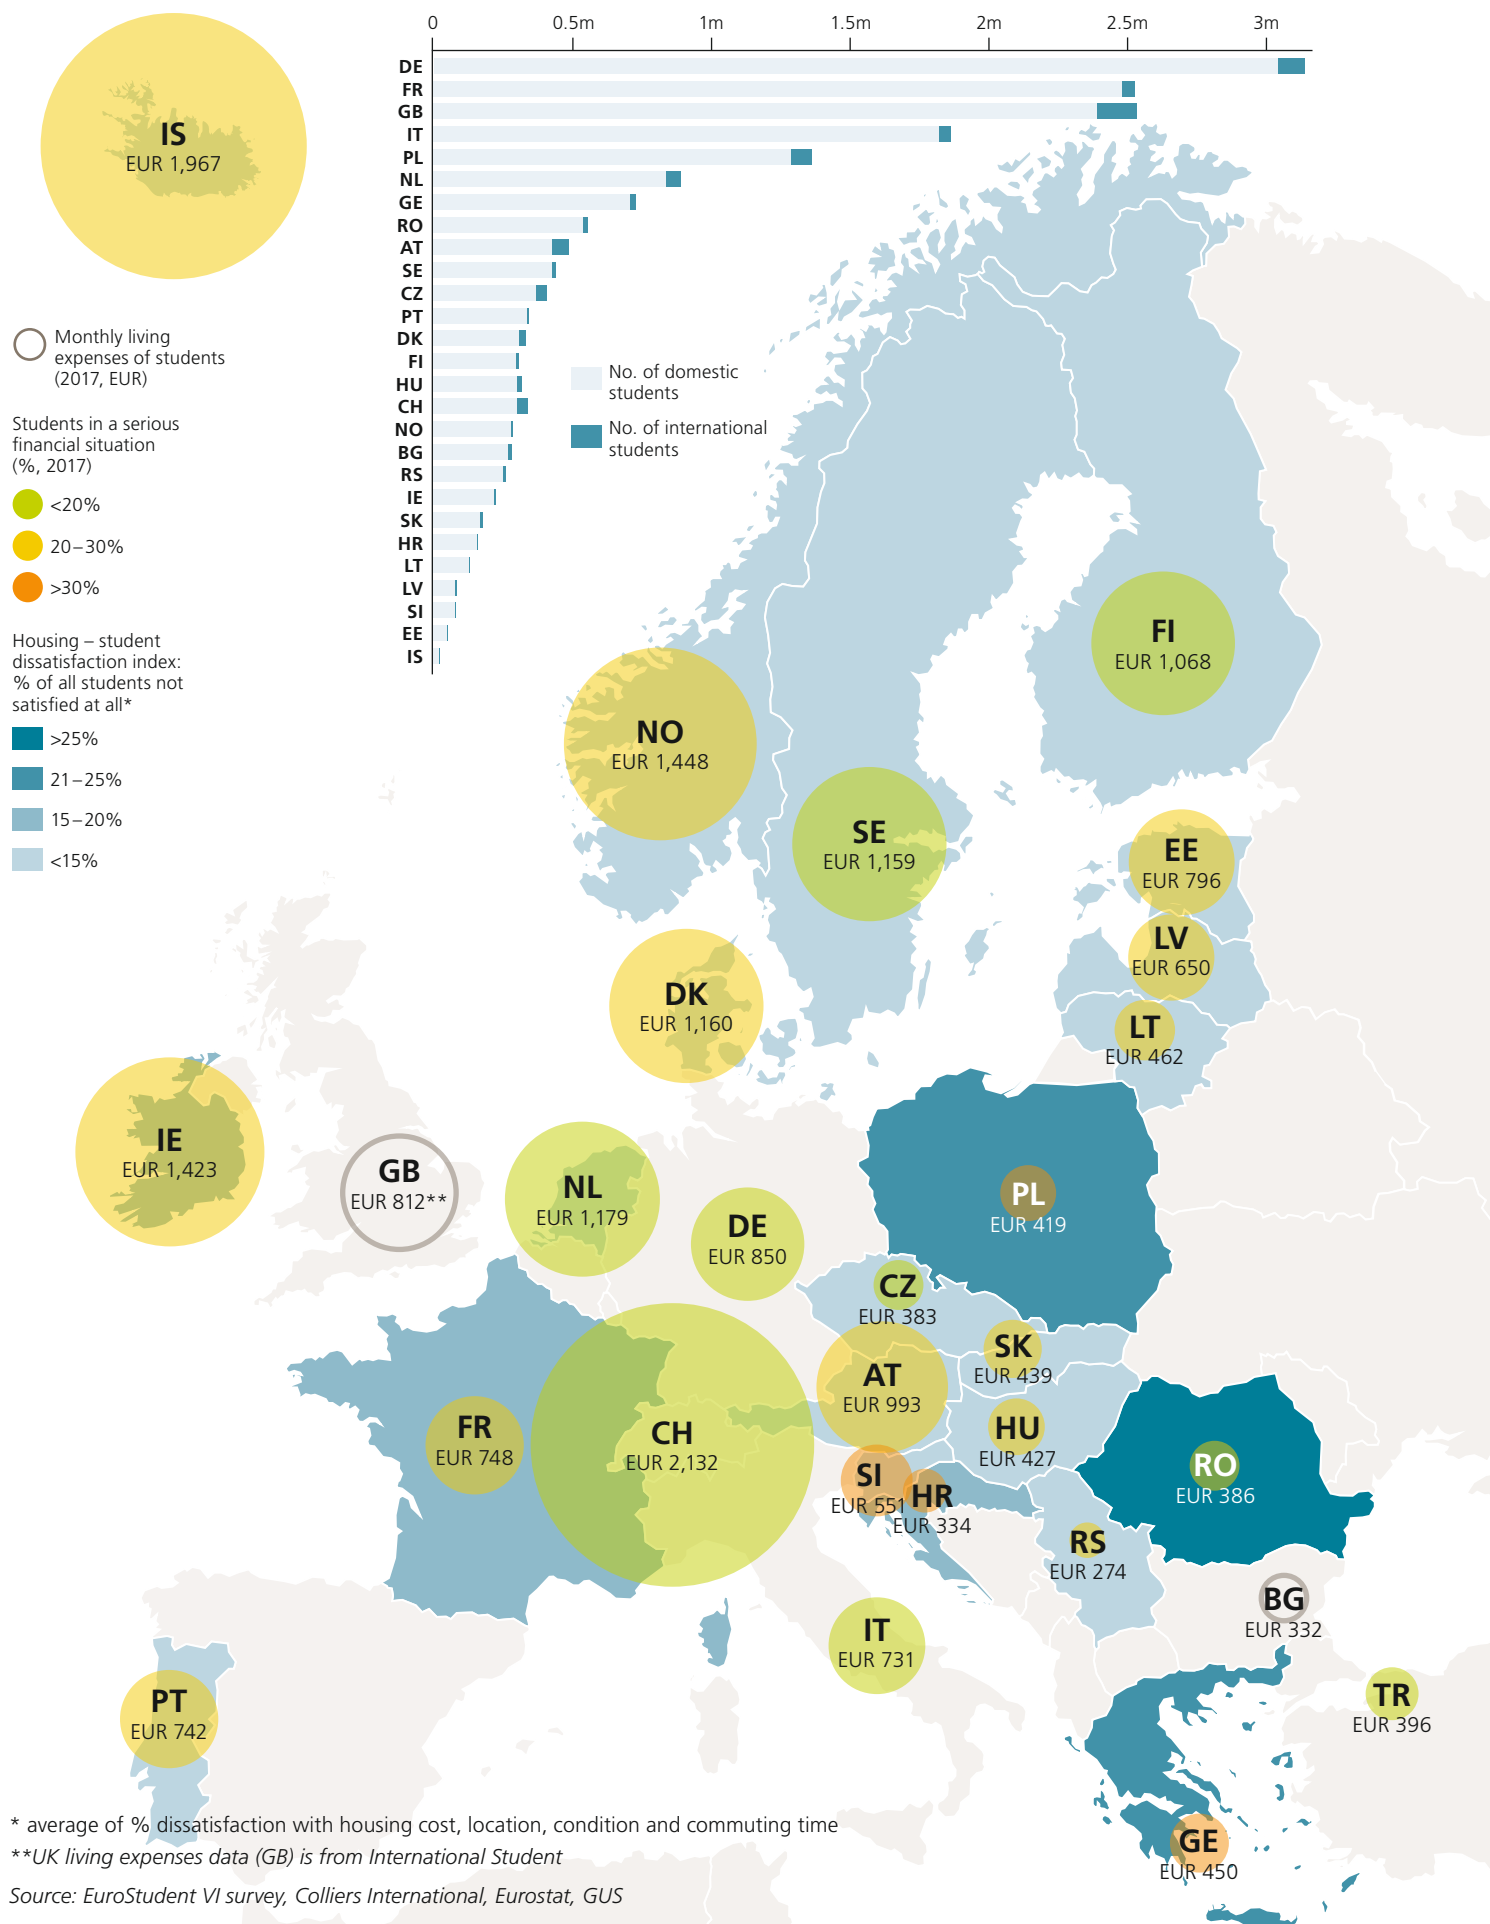 0
0.5m
1m
1.5m
2m
2.5m
3m
DE
FR
GB
IT
PL
NL
GE
RO
AT
SE
CZ
PT
DK
FI
HU
CH
NO
BG
RS
IE
SK
HR
LT
LV
SI
EE
IS
No. of domestic
students
No. of international
students
IS
EUR 1,967
Monthly living
expenses of students
(2017, EUR)
Students in a serious
financial situation
(%, 2017)
<20%
20–30%
>30%
Housing – student
dissatisfaction index:
% of all students not
satisfied at all*
>25%
21–25%
15–20%
<15%
FI
EUR 1,068
NO
EUR 1,448
SE
EUR 1,159
EE
EUR 796
LV
EUR 650
DK
EUR 1,160
LT
EUR 462
IE
EUR 1,423
GB
EUR 812**
NL
EUR 1,179
DE
EUR 850
PL
EUR 419
CZ
EUR 383
SK
EUR 439
AT
EUR 993
FR
EUR 748
CH
EUR 2,132
HU
EUR 427
SI
EUR 551
HR
EUR 334
RO
EUR 386
RS
EUR 274
BG
EUR 332
IT
EUR 731
PT
EUR 742
TR
EUR 396
GE
EUR 450
* average of % dissatisfaction with housing cost, location, condition and commuting time
**UK living expenses data (GB) is from International Student
Source: EuroStudent VI survey, Colliers International, Eurostat, GUS